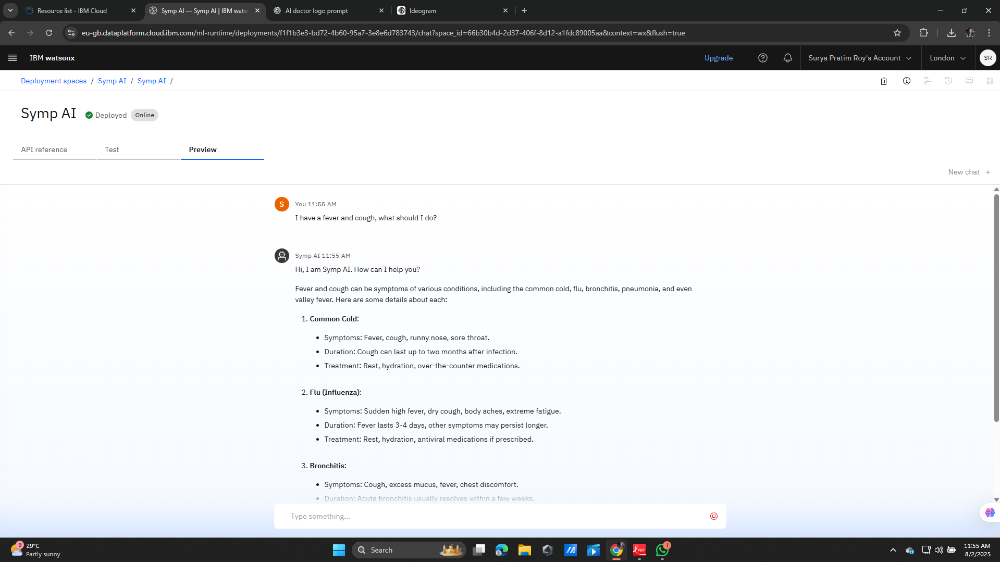 Resource list - IBM Cloud
Symp AI — Symp AI | IBM wats
AI doctor logo prompt
Ideogram
eu-gb.dataplatform.cloud.ibm.com/ml-runtime/deployments/f1f1b3e3-bd72-4b60-95a7-3e8e6d783743/chat?space_id=66b30b4d-2d37-406f-8d12-a1fdc89005aa&context=wx&flush=true
IBM watsonx
Upgrade
Surya Pratim Roy's Account
London
SR
Deployment spaces / Symp AI / Symp AI /
Symp AI
Deployed
Online
API reference
Test
Preview
New chat +
S
You 11:55 AM
I have a fever and cough, what should I do?
Symp AI 11:55 AM
Hi, I am Symp AI. How can I help you?
Fever and cough can be symptoms of various conditions, including the common cold, flu, bronchitis, pneumonia, and even
valley fever. Here are some details about each:
1. Common Cold:
• Symptoms: Fever, cough, runny nose, sore throat.
• Duration: Cough can last up to two months after infection.
• Treatment: Rest, hydration, over-the-counter medications.
2. Flu (Influenza):
• Symptoms: Sudden high fever, dry cough, body aches, extreme fatigue.
• Duration: Fever lasts 3-4 days, other symptoms may persist longer.
• Treatment: Rest, hydration, antiviral medications if prescribed.
3. Bronchitis:
• Symptoms: Cough, excess mucus, fever, chest discomfort.
• Duration: Acute bronchitis usually resolves within a few weeks.
Type something...
9
29°C
Partly sunny
Search
PDF
1
11:55 AM
8/2/2025